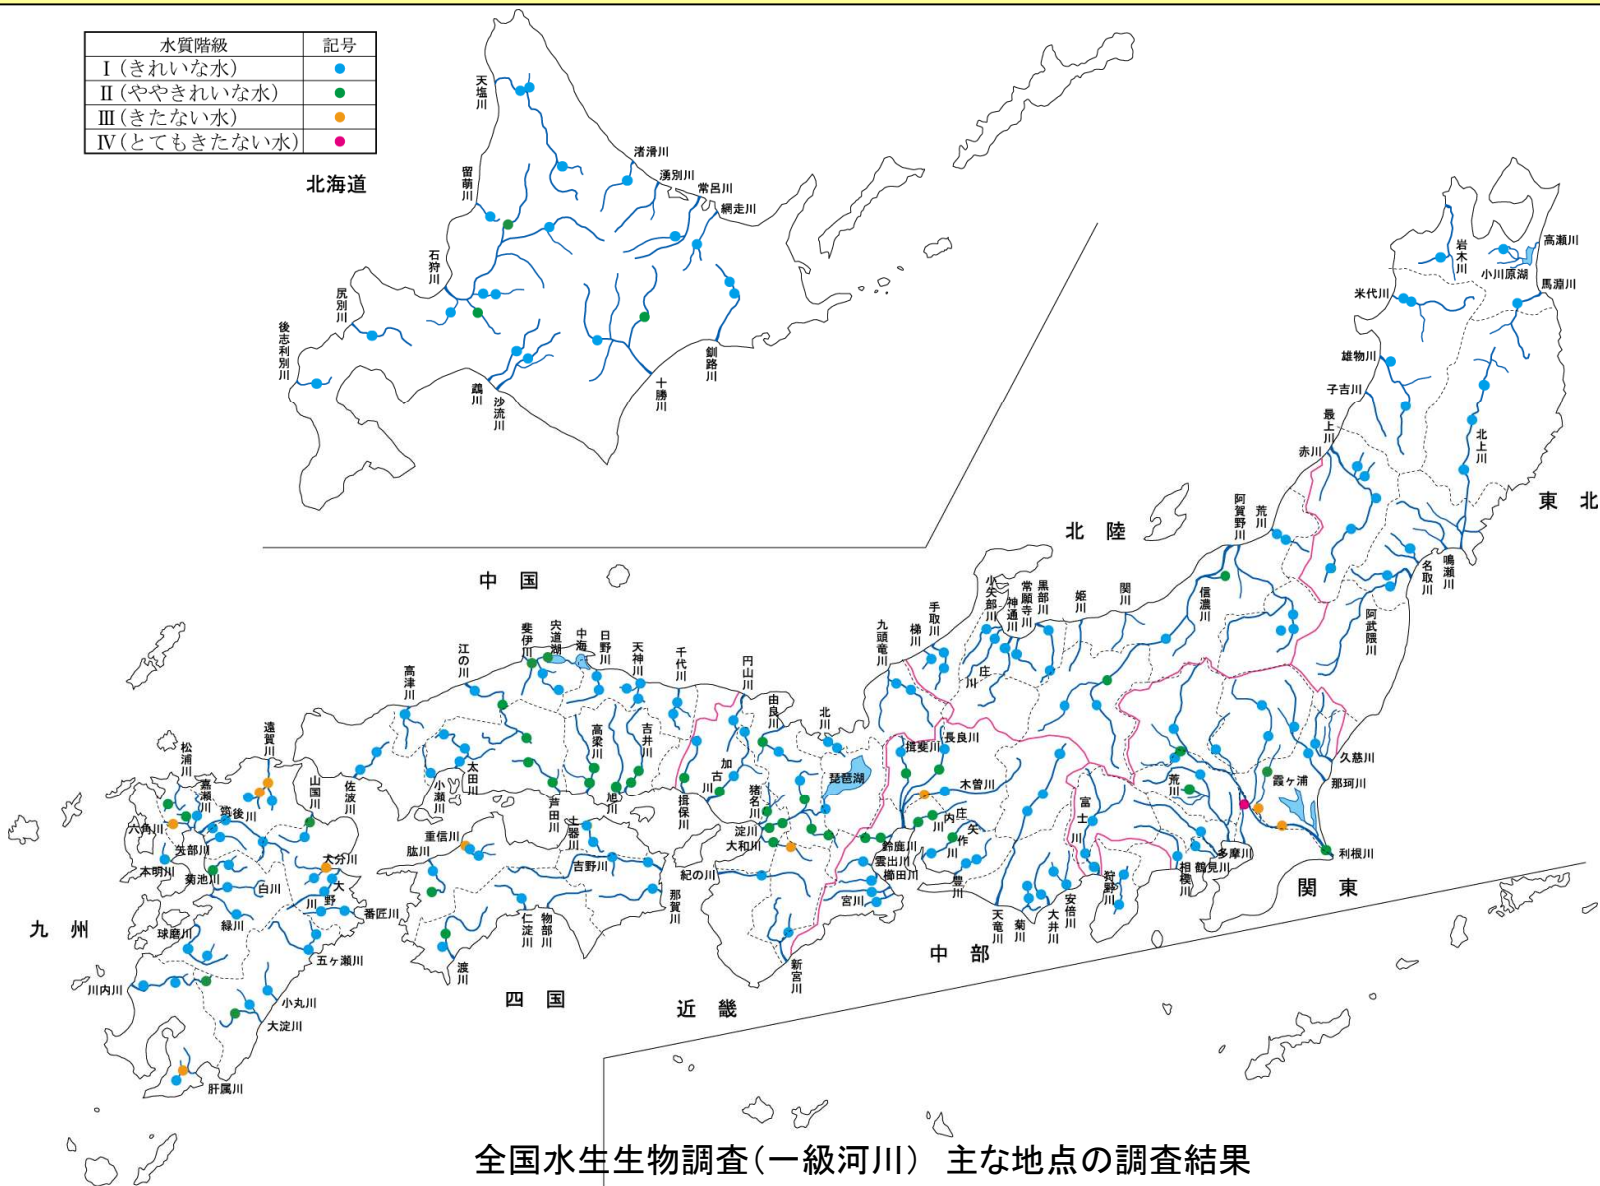 水質階級 記号
Ⅰ(きれいな水)
Ⅱ(ややきれいな水)
Ⅲ(きたない水)
Ⅳ(とてもきたない水)
北海道
天塩川
留萌川
石狩川
尻別川
後志利別川
渚滑川
湧別川
常呂川
網走川
鵡川
沙流川
十勝川
釧路川
東北
岩木川
高瀬川
小川原湖
馬淵川
米代川
雄物川
子吉川
最上川
赤川
北上川
鳴瀬川
名取川
阿武隈川
北陸
荒川
阿賀野川
信濃川
関川
姫川
黒部川
常願寺川
神通川
小矢部川
庄川
手取川
梯川
九頭竜川
中国
千代川
天神川
日野川
中海
宍道湖
斐伊川
江の川
高津川
吉井川
高梁川
旭川
芦田川
太田川
小瀬川
佐波川
近畿
円山川
由良川
北川
琵琶湖
加古川
揖保川
猪名川
淀川
大和川
紀の川
新宮川
中部
揖斐川
長良川
木曽川
庄内川
矢作川
鈴鹿川
雲出川
櫛田川
宮川
豊川
天竜川
菊川
大井川
安倍川
狩野川
富士川
関東
久慈川
那珂川
霞ヶ浦
利根川
荒川
多摩川
鶴見川
相模川
四国
重信川
肱川
土器川
吉野川
那賀川
物部川
仁淀川
渡川
九州
遠賀川
山国川
松浦川
嘉瀬川
筑後川
六角川
矢部川
本明川
菊池川
白川
緑川
球磨川
川内川
肝属川
大分川
大野川
番匠川
五ヶ瀬川
小丸川
大淀川
全国水生生物調査(一級河川) 主な地点の調査結果